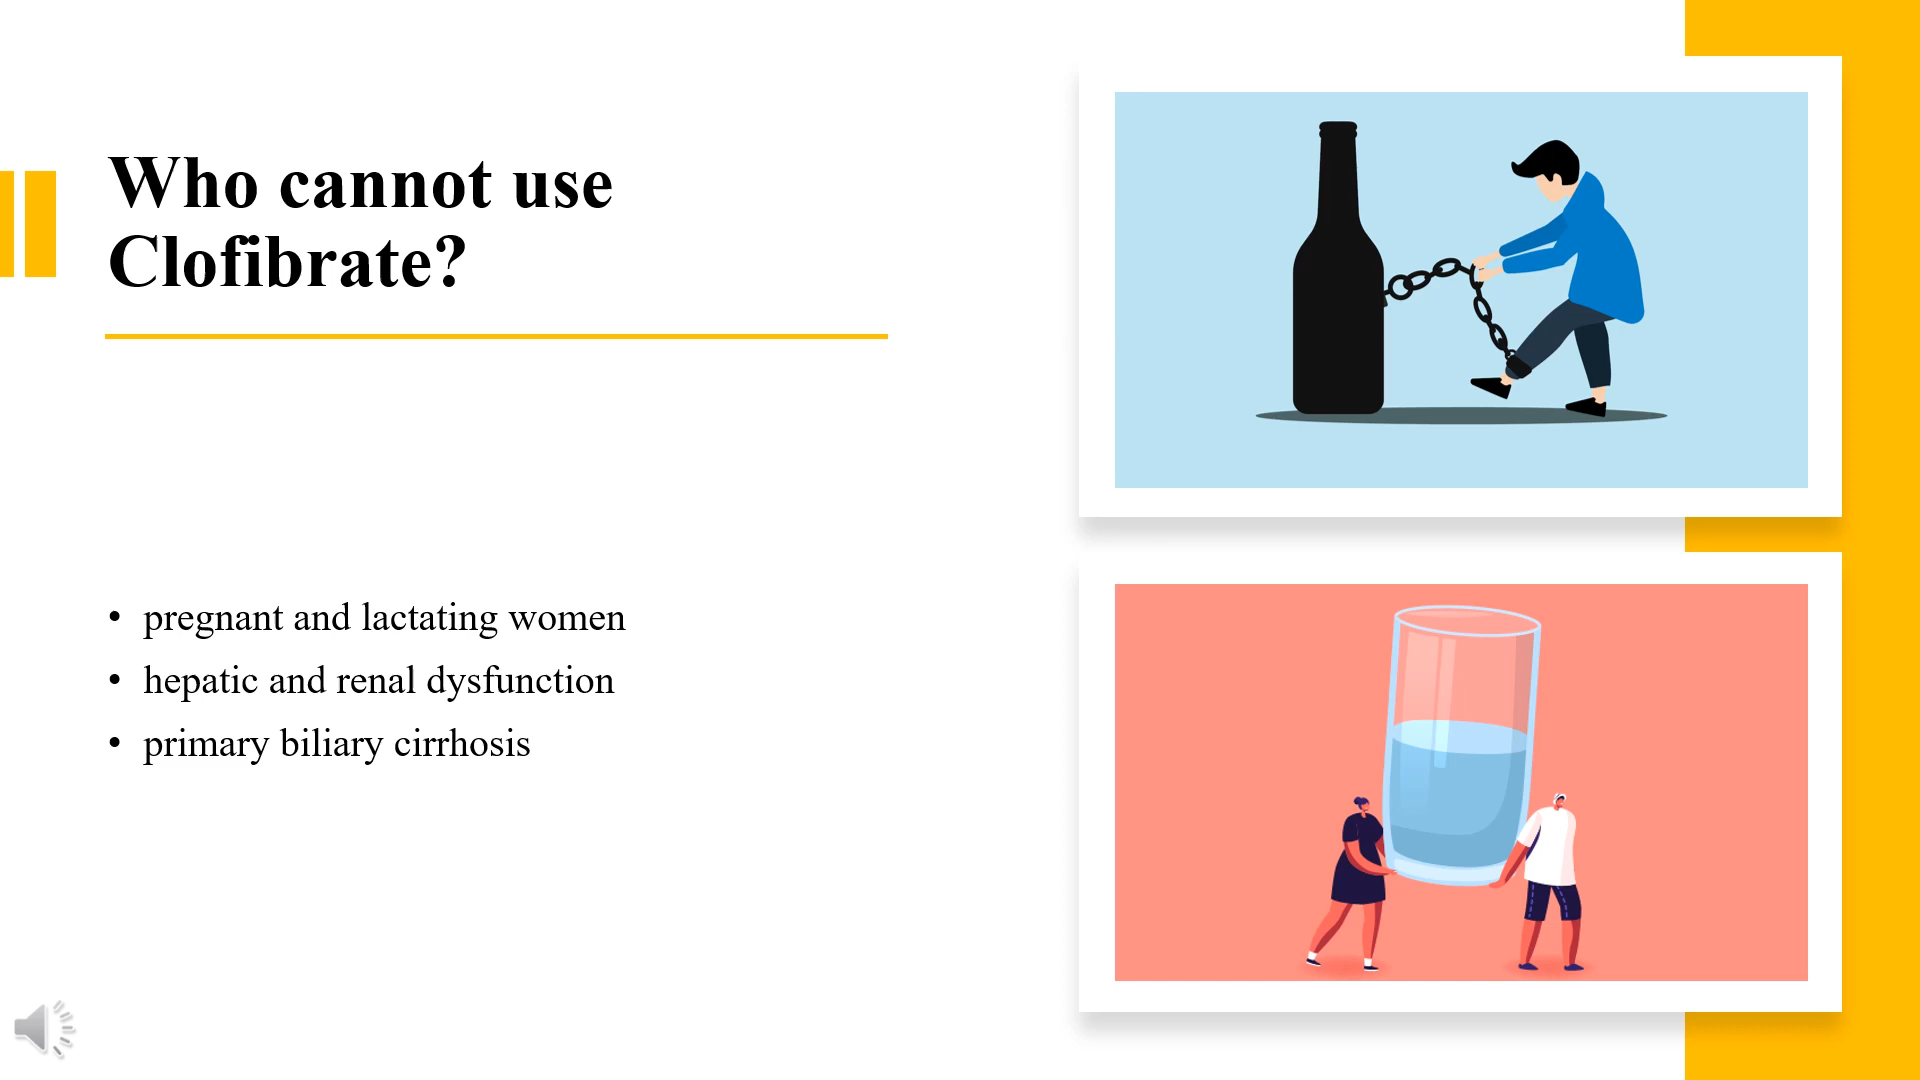 Who cannot use
Clofibrate?
• pregnant and lactating women
• hepatic and renal dysfunction
• primary biliary cirrhosis